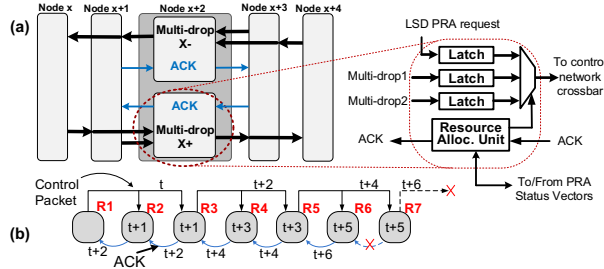 Node x
Node x+1
Node x+2
Node x+3
Node x+4
(a)
Multi-drop
X-
ACK
ACK
Multi-drop
X+
LSD PRA request
Latch
Multi-drop1
Latch
Multi-drop2
Latch
To contro
network
crossbar
ACK
Resource
Alloc. Unit
ACK
To/From PRA
Status Vectors
Control
Packet
t
t+2
t+4
t+6
R1
R2
R3
R4
R5
R6
R7
(b)
t+1
t+1
t+3
t+3
t+5
t+5
t+2
t+2
t+4
t+4
t+6
ACK